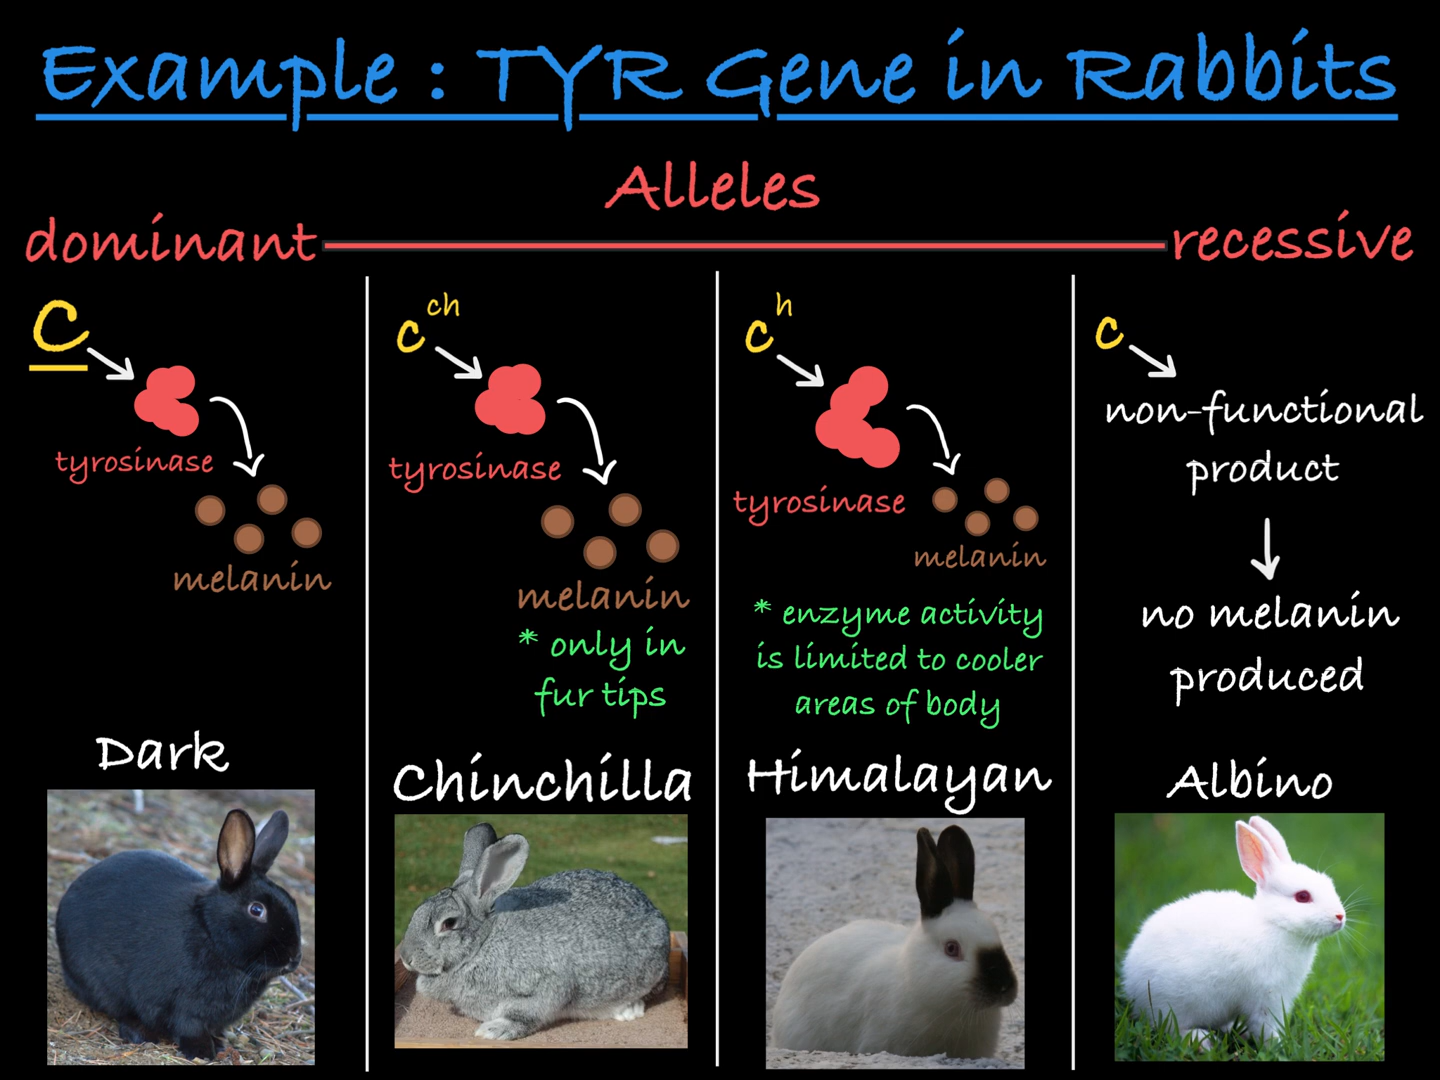 Example : TYR Gene in Rabbits
Alleles
dominant recessive
C
tyrosinase
melanin
Dark
c^ch
tyrosinase
melanin
* only in
fur tips
Chinchilla
c^h
tyrosinase
melanin
* enzyme activity
is limited to cooler
areas of body
Himalayan
c
non-functional
product
no melanin
produced
Albino